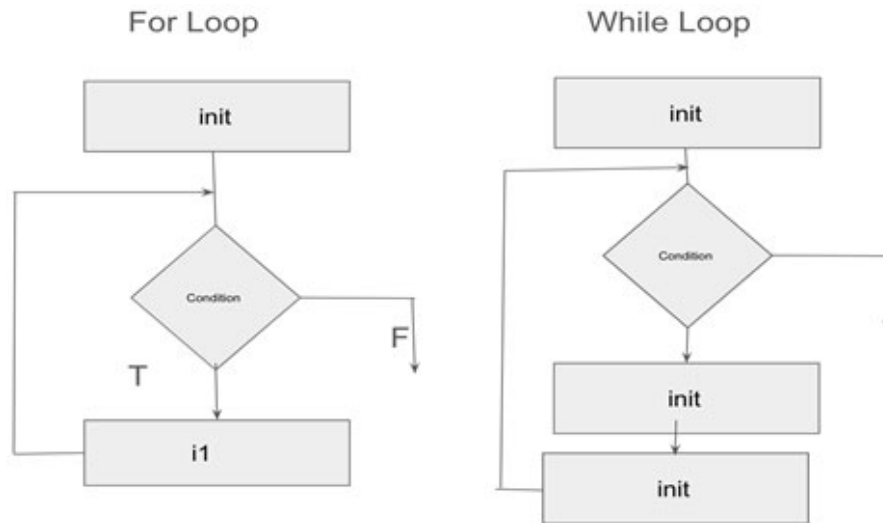 For Loop
init
Condition
T
F
i1
While Loop
init
Condition
init
init